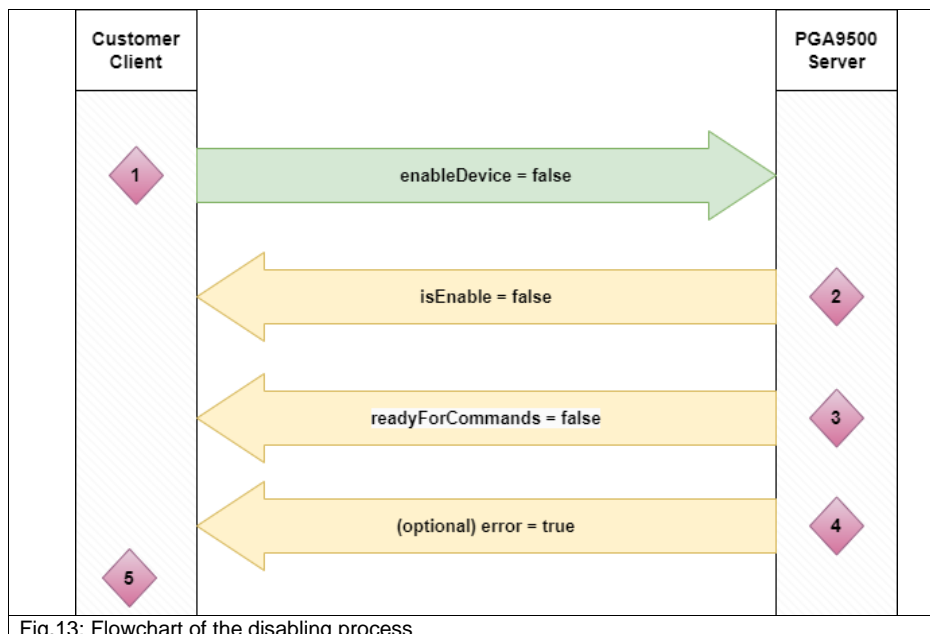 Customer
Client
PGA9500
Server
1
enableDevice = false
isEnable = false
2
readyForCommands = false
3
(optional) error = true
4
5
Fig.13: Flowchart of the disabling process